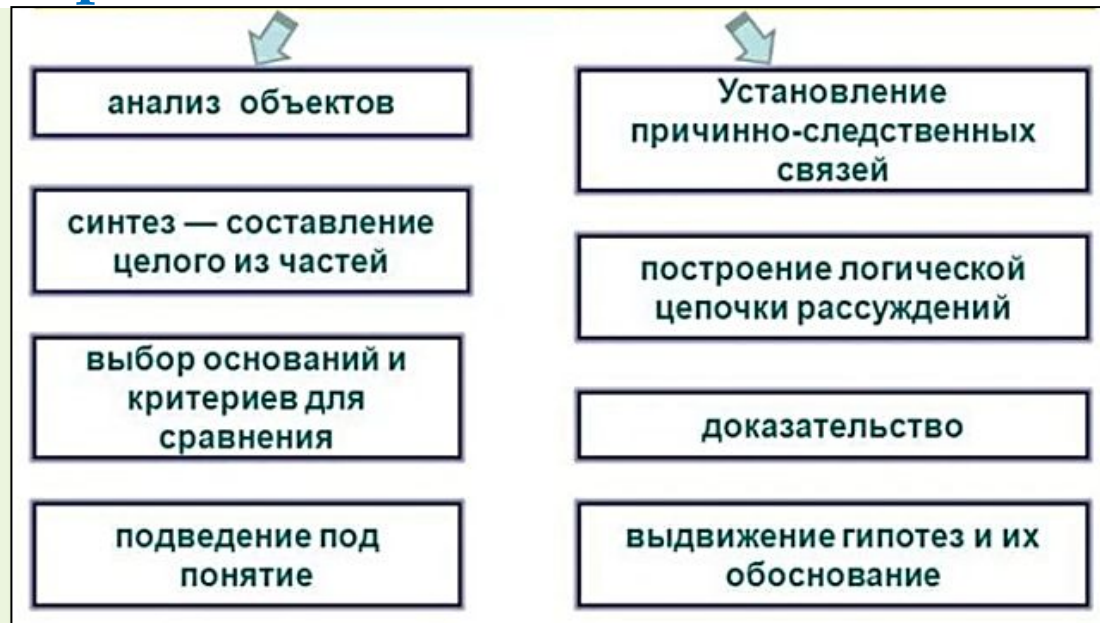 анализ объектов
синтез — составление
целого из частей
выбор оснований и
критериев для
сравнения
подведение под
понятие
Установление
причинно-следственных
связей
построение логической
цепочки рассуждений
доказательство
выдвижение гипотез и их
обоснование